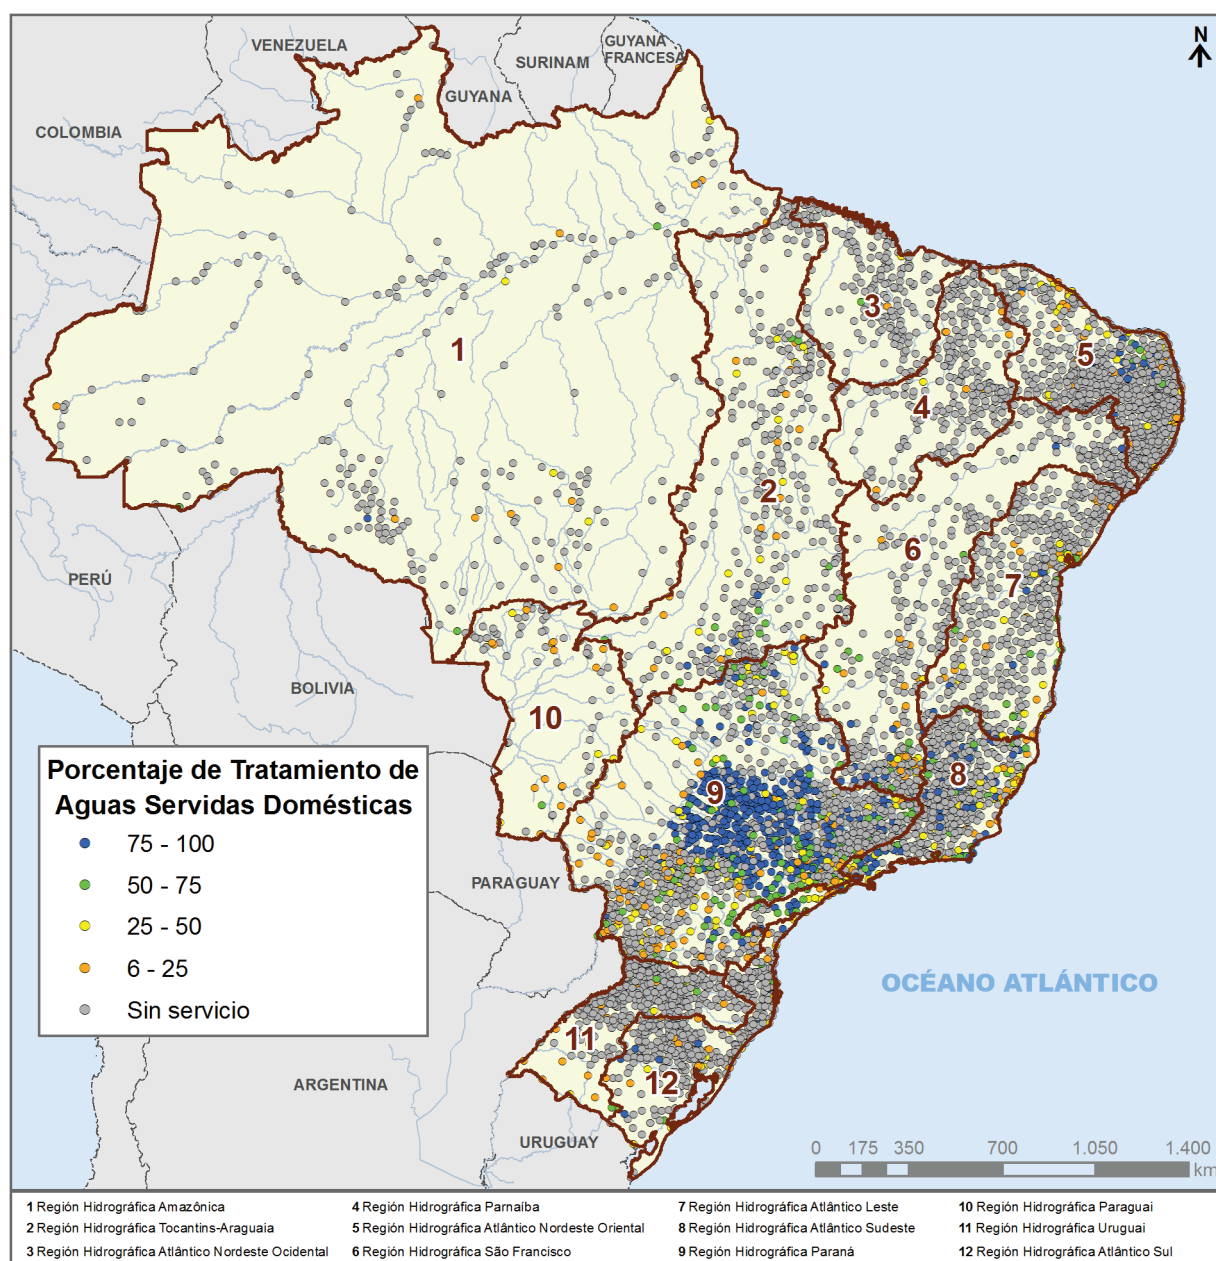 VENEZUELA
GUYANA
FRANCESA
SURINAM
GUYANA
COLOMBIA
N
1
2
3
4
5
6
7
8
9
10
11
12
PERÚ
BOLIVIA
PARAGUAY
ARGENTINA
URUGUAY
OCÉANO ATLÁNTICO
Porcentaje de Tratamiento de
Aguas Servidas Domésticas
75 - 100
50 - 75
25 - 50
6 - 25
Sin servicio
0 175 350 700 1.050 1.400
km
1 Región Hidrográfica Amazônica
2 Región Hidrográfica Tocantins-Araguaia
3 Región Hidrográfica Atlântico Nordeste Ocidental
4 Región Hidrográfica Parnaíba
5 Región Hidrográfica Atlântico Nordeste Oriental
6 Región Hidrográfica São Francisco
7 Región Hidrográfica Atlântico Leste
8 Región Hidrográfica Atlântico Sudeste
9 Región Hidrográfica Paraná
10 Región Hidrográfica Paraguai
11 Región Hidrográfica Uruguai
12 Región Hidrográfica Atlântico Sul